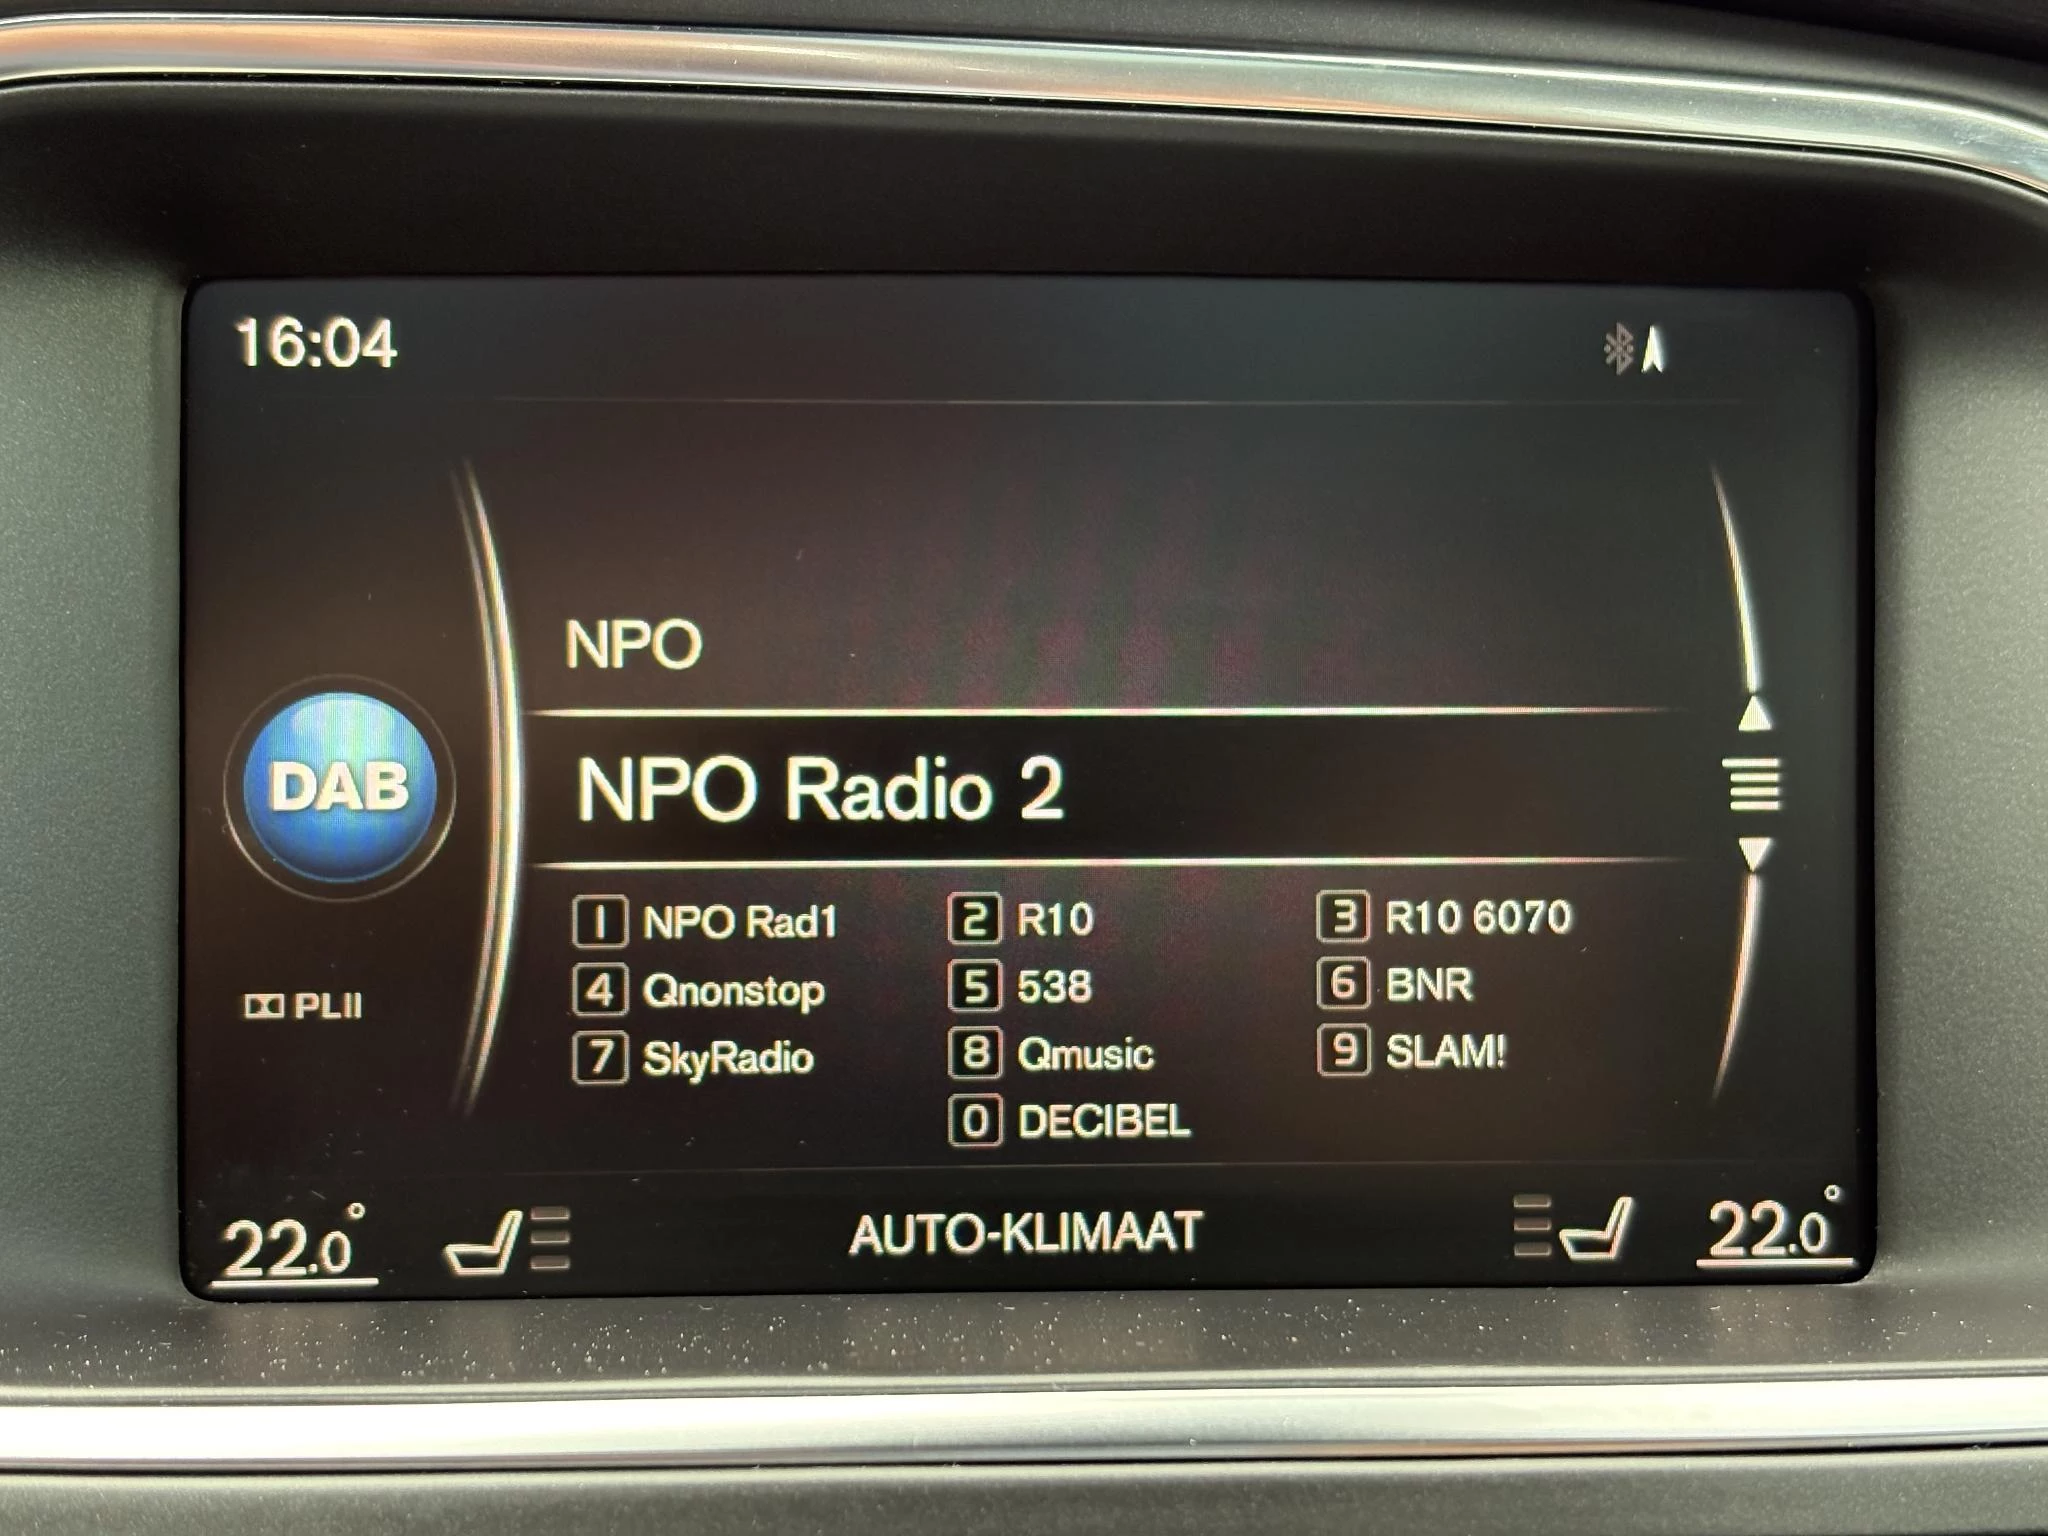 16:04
NPO
DAB
NPO Radio 2
1 NPO Rad1 2 R10 3 R10 6070
4 Qnonstop 5 538 6 BNR
PLII
7 SkyRadio 8 Qmusic 9 SLAM!
0 DECIBEL
22.0° AUTO-KLIMAAT 22.0°